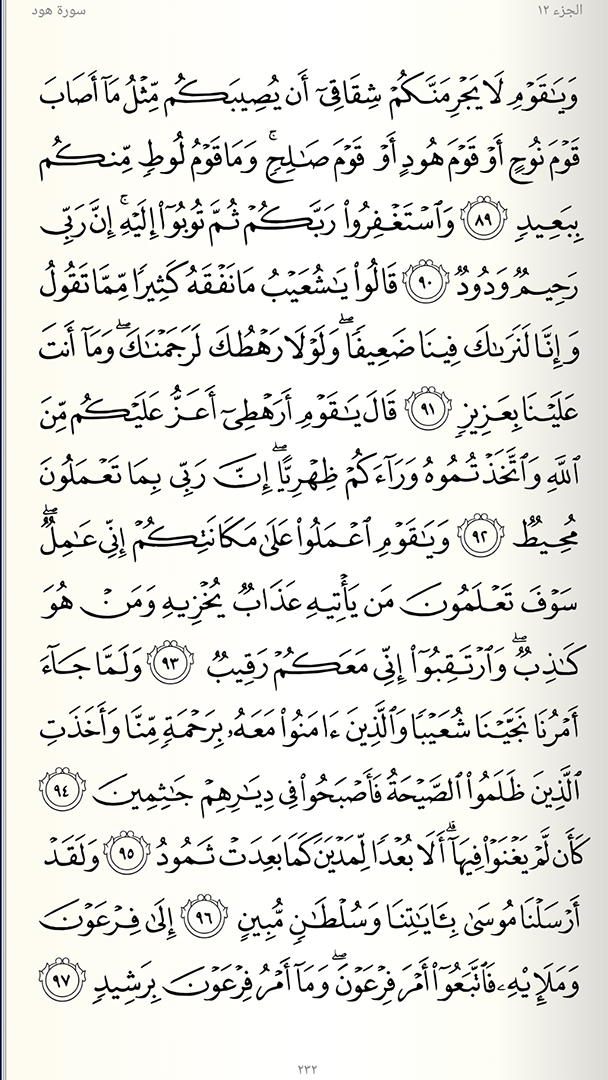 الجزء ١٢
سورة هود
وَيَٰقَوْمِ لَا يَجْرِمَنَّكُمْ شِقَاقِىٓ أَن يُصِيبَكُم مِّثْلُ مَآ أَصَابَ
قَوْمَ نُوحٍ أَوْ قَوْمَ هُودٍ أَوْ قَوْمَ صَٰلِحٍۚ وَمَا قَوْمُ لُوطٍ مِّنكُم
بِبَعِيدٍ ٨٩ وَٱسْتَغْفِرُوا۟ رَبَّكُمْ ثُمَّ تُوبُوٓا۟ إِلَيْهِۚ إِنَّ رَبِّى
رَحِيمٌ وَدُودٌ ٩٠ قَالُوا۟ يَٰشُعَيْبُ مَا نَفْقَهُ كَثِيرًا مِّمَّا تَقُولُ
وَإِنَّا لَنَرَىٰكَ فِينَا ضَعِيفًاۖ وَلَوْلَا رَهْطُكَ لَرَجَمْنَٰكَۖ وَمَآ أَنتَ
عَلَيْنَا بِعَزِيزٍ ٩١ قَالَ يَٰقَوْمِ أَرَهْطِىٓ أَعَزُّ عَلَيْكُم مِّنَ
ٱللَّهِ وَٱتَّخَذْتُمُوهُ وَرَآءَكُمْ ظِهْرِيًّاۖ إِنَّ رَبِّى بِمَا تَعْمَلُونَ
مُحِيطٌ ٩٢ وَيَٰقَوْمِ ٱعْمَلُوا۟ عَلَىٰ مَكَانَتِكُمْ إِنِّى عَٰمِلٌۖ
سَوْفَ تَعْلَمُونَ مَن يَأْتِيهِ عَذَابٌ يُخْزِيهِ وَمَنْ هُوَ
كَٰذِبٌۖ وَٱرْتَقِبُوٓا۟ إِنِّى مَعَكُمْ رَقِيبٌ ٩٣ وَلَمَّا جَآءَ
أَمْرُنَا نَجَّيْنَا شُعَيْبًا وَٱلَّذِينَ ءَامَنُوا۟ مَعَهُۥ بِرَحْمَةٍ مِّنَّا وَأَخَذَتِ
ٱلَّذِينَ ظَلَمُوا۟ ٱلصَّيْحَةُ فَأَصْبَحُوا۟ فِى دِيَٰرِهِمْ جَٰثِمِينَ ٩٤
كَأَن لَّمْ يَغْنَوْا۟ فِيهَآۗ أَلَا بُعْدًا لِّمَدْيَنَ كَمَا بَعِدَتْ ثَمُودُ ٩٥ وَلَقَدْ
أَرْسَلْنَا مُوسَىٰ بِـَٔايَٰتِنَا وَسُلْطَٰنٍ مُّبِينٍ ٩٦ إِلَىٰ فِرْعَوْنَ
وَمَلَإِي۟هِۦ فَٱتَّبَعُوٓا۟ أَمْرَ فِرْعَوْنَۖ وَمَآ أَمْرُ فِرْعَوْنَ بِرَشِيدٍ ٩٧
٢٣٢